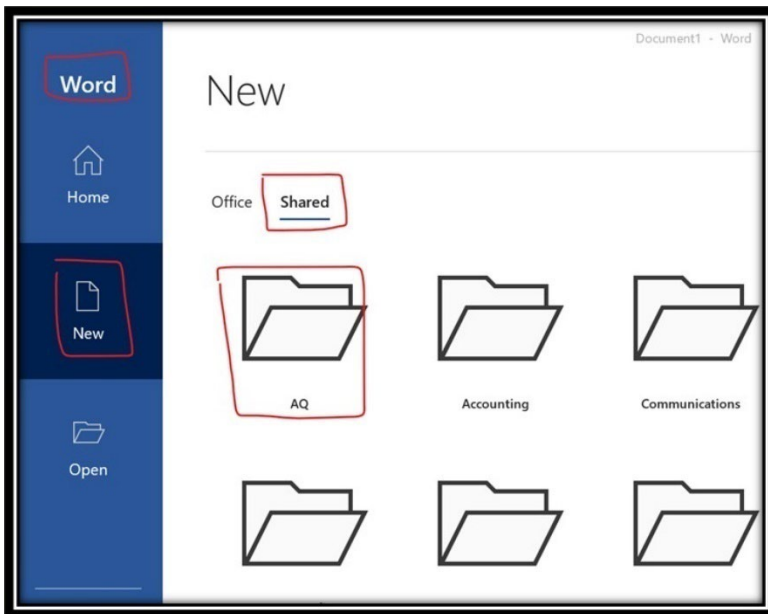 Document1 - Word
Word
New
Home
Office Shared
New
AQ Accounting Communications
Open